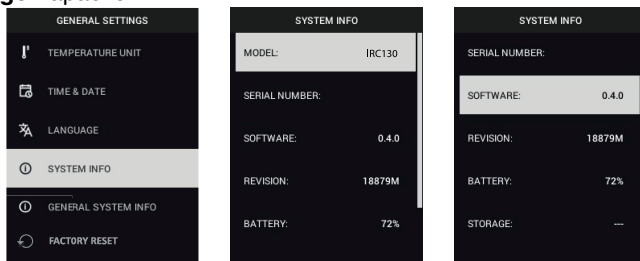 GENERAL SETTINGS
TEMPERATURE UNIT
TIME & DATE
LANGUAGE
SYSTEM INFO
GENERAL SYSTEM INFO
FACTORY RESET
SYSTEM INFO
MODEL: IRC130
SERIAL NUMBER:
SOFTWARE: 0.4.0
REVISION: 18879M
BATTERY: 72%
SYSTEM INFO
SERIAL NUMBER:
SOFTWARE: 0.4.0
REVISION: 18879M
BATTERY: 72%
STORAGE: ---